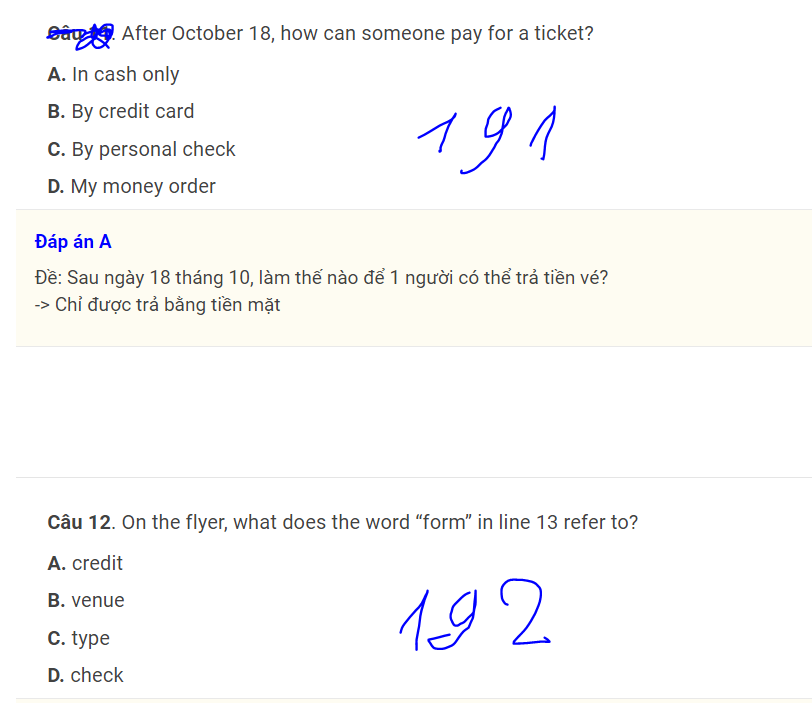 Câu 11. After October 18, how can someone pay for a ticket?
A. In cash only
B. By credit card
C. By personal check
D. My money order
191
Đáp án A
Đề: Sau ngày 18 tháng 10, làm thế nào để 1 người có thể trả tiền vé?
-> Chỉ được trả bằng tiền mặt
Câu 12. On the flyer, what does the word “form” in line 13 refer to?
A. credit
B. venue
C. type
D. check
192